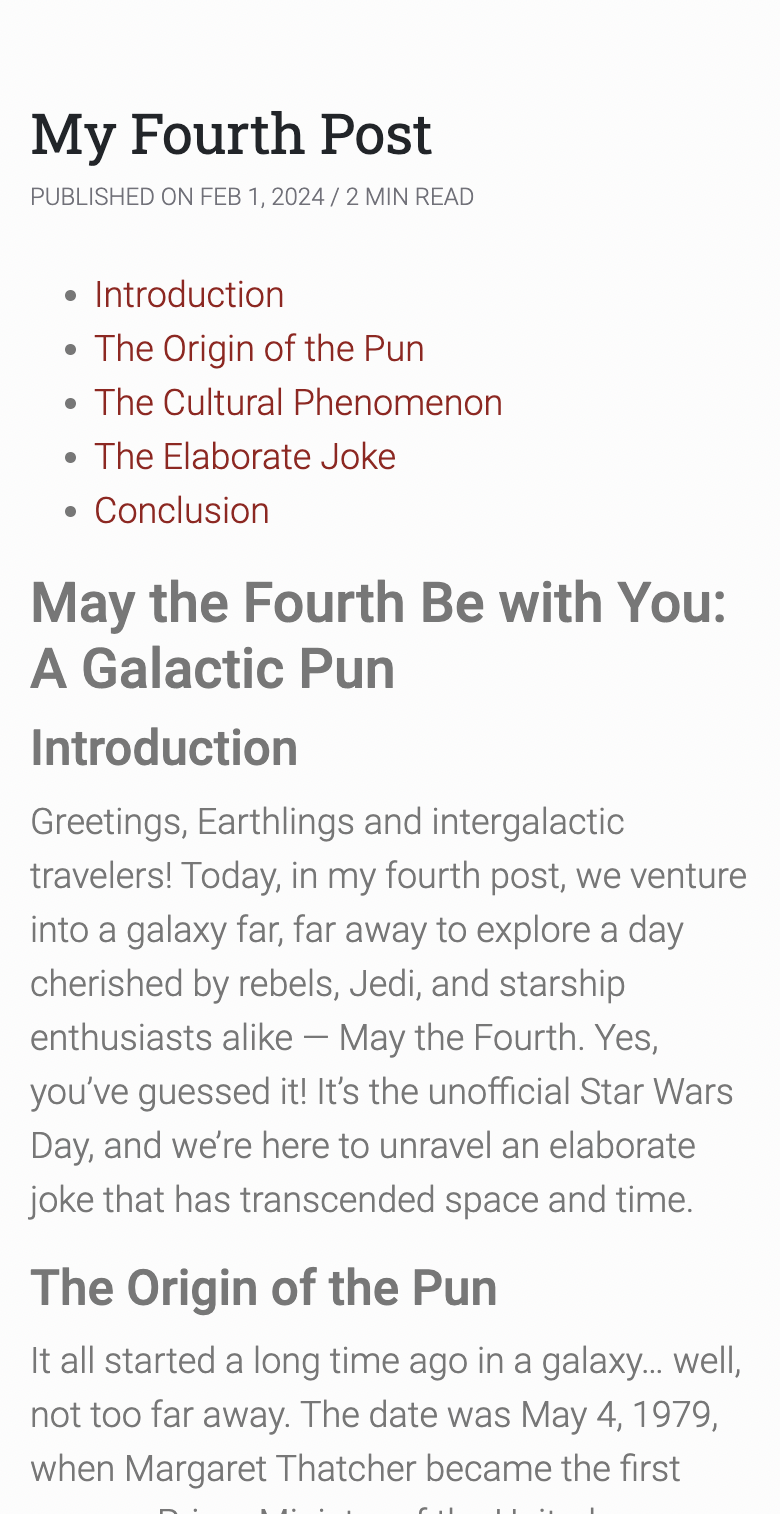 My Fourth Post
PUBLISHED ON FEB 1, 2024 / 2 MIN READ
• Introduction
• The Origin of the Pun
• The Cultural Phenomenon
• The Elaborate Joke
• Conclusion
May the Fourth Be with You:
A Galactic Pun
Introduction
Greetings, Earthlings and intergalactic
travelers! Today, in my fourth post, we venture
into a galaxy far, far away to explore a day
cherished by rebels, Jedi, and starship
enthusiasts alike — May the Fourth. Yes,
you’ve guessed it! It’s the unofficial Star Wars
Day, and we’re here to unravel an elaborate
joke that has transcended space and time.
The Origin of the Pun
It all started a long time ago in a galaxy… well,
not too far away. The date was May 4, 1979,
when Margaret Thatcher became the first
Prime Minister of the United